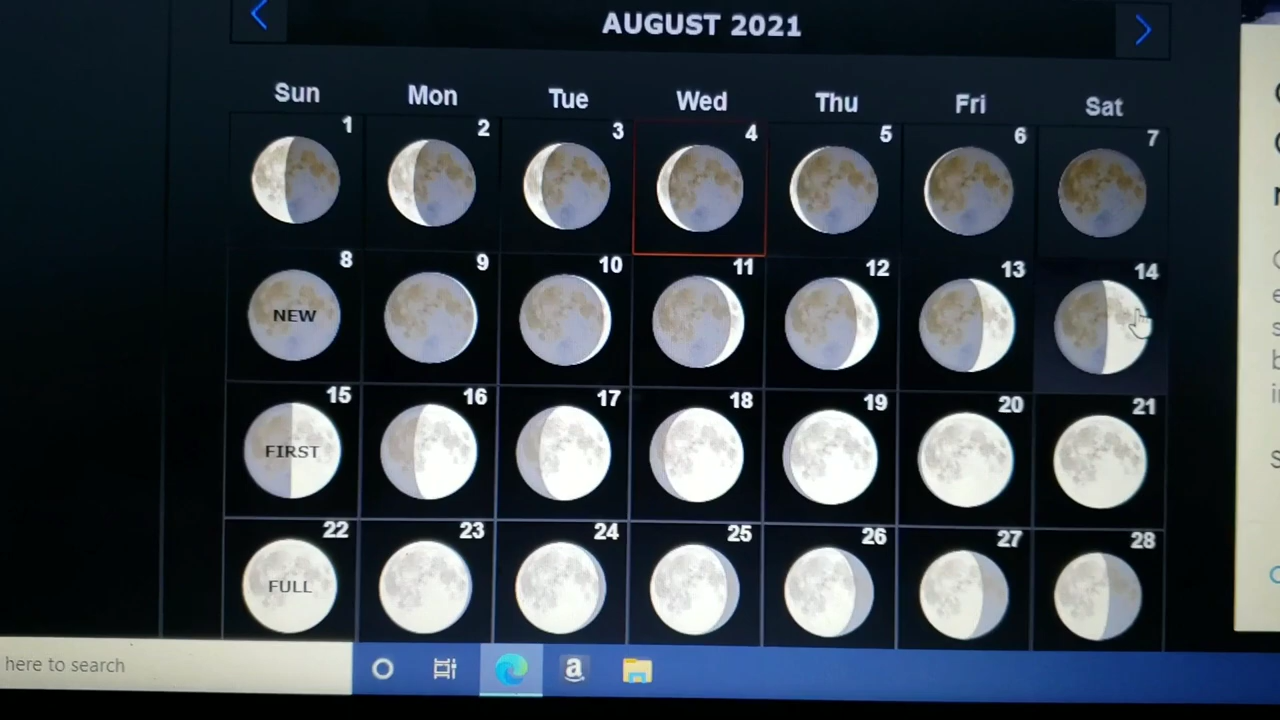 AUGUST 2021
Sun Mon Tue Wed Thu Fri Sat
1 2 3 4 5 6 7
8 9 10 11 12 13 14
NEW
15 16 17 18 19 20 21
FIRST
22 23 24 25 26 27 28
FULL
here to search
a